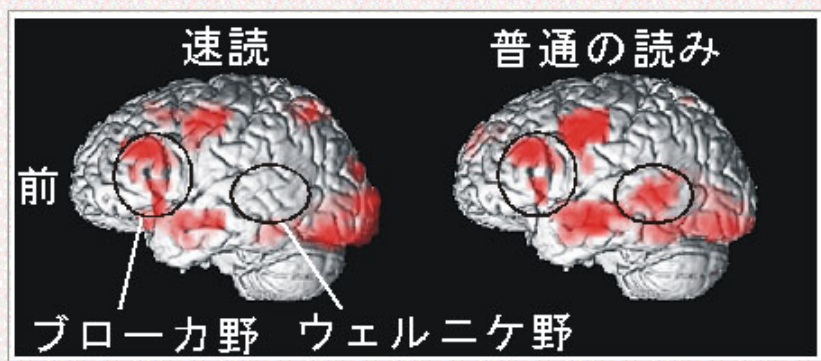 速読 普通の読み
前
ブローカ野 ウェルニケ野